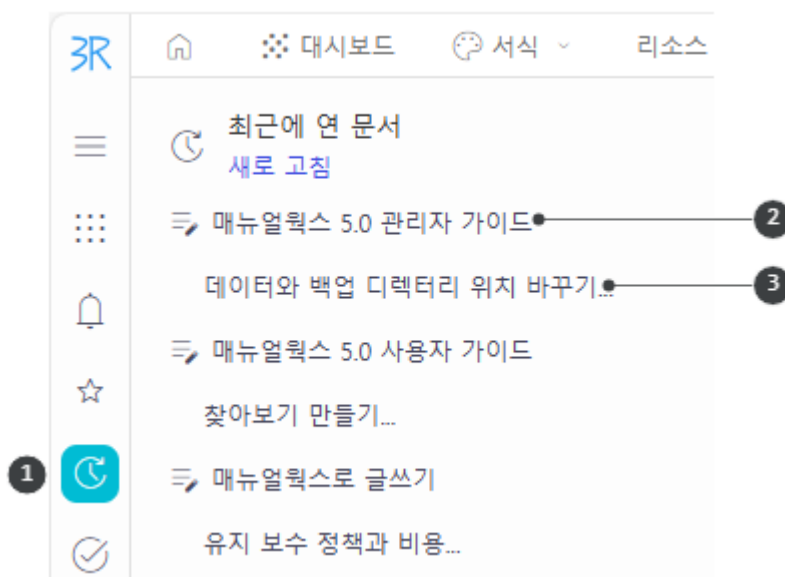 3R
대시보드 서식 리소스
최근에 연 문서
새로 고침
매뉴얼웍스 5.0 관리자 가이드 2
데이터와 백업 디렉터리 위치 바꾸기... 3
매뉴얼웍스 5.0 사용자 가이드
찾아보기 만들기...
1 매뉴얼웍스로 글쓰기
유지 보수 정책과 비용...